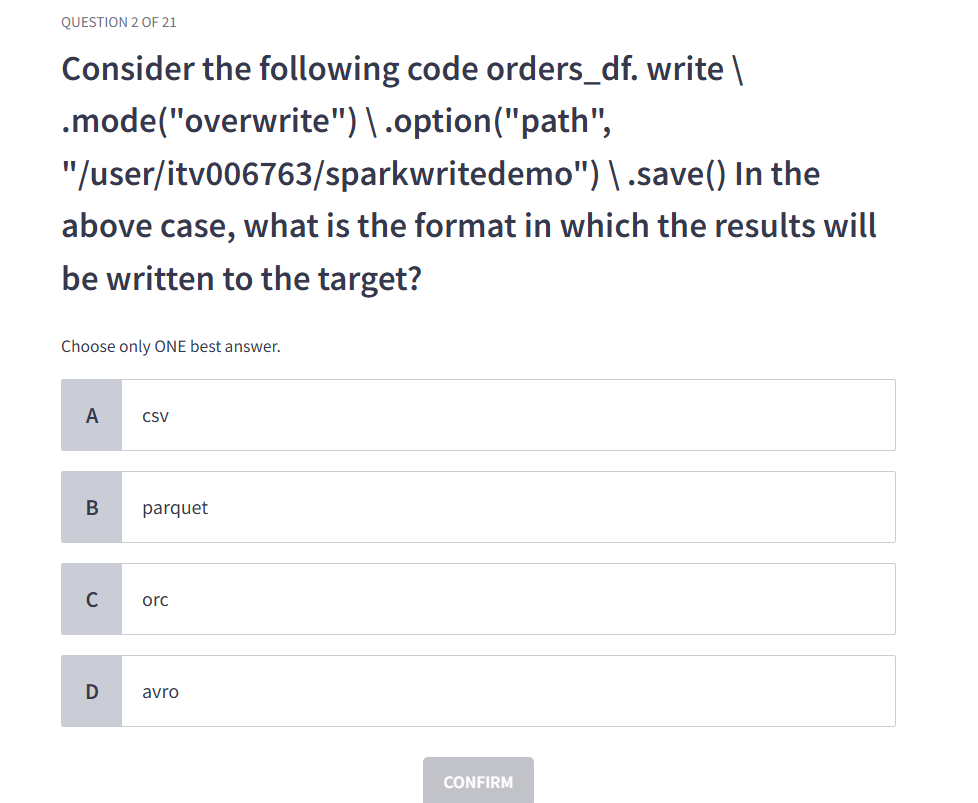 QUESTION 2 OF 21
Consider the following code orders_df. write \
.mode("overwrite") \ .option("path",
"/user/itv006763/sparkwritedemo") \ .save() In the
above case, what is the format in which the results will
be written to the target?
Choose only ONE best answer.
A csv
B parquet
C orc
D avro
CONFIRM